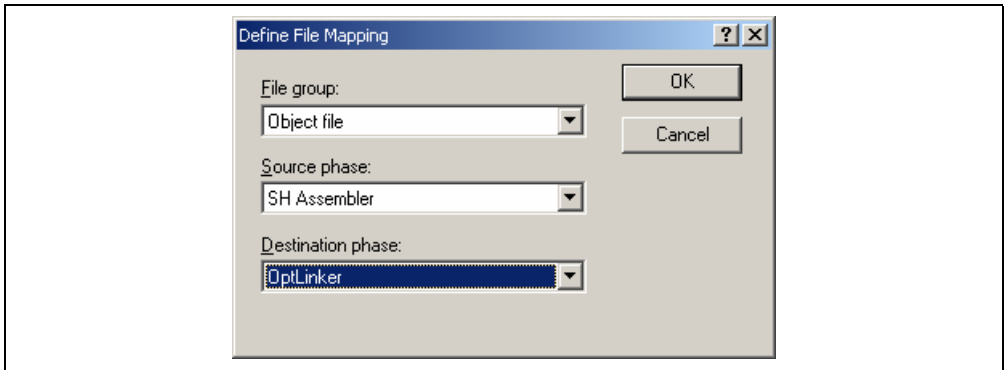 Define File Mapping
File group:
Object file
Source phase:
SH Assembler
Destination phase:
OptLinker
OK
Cancel